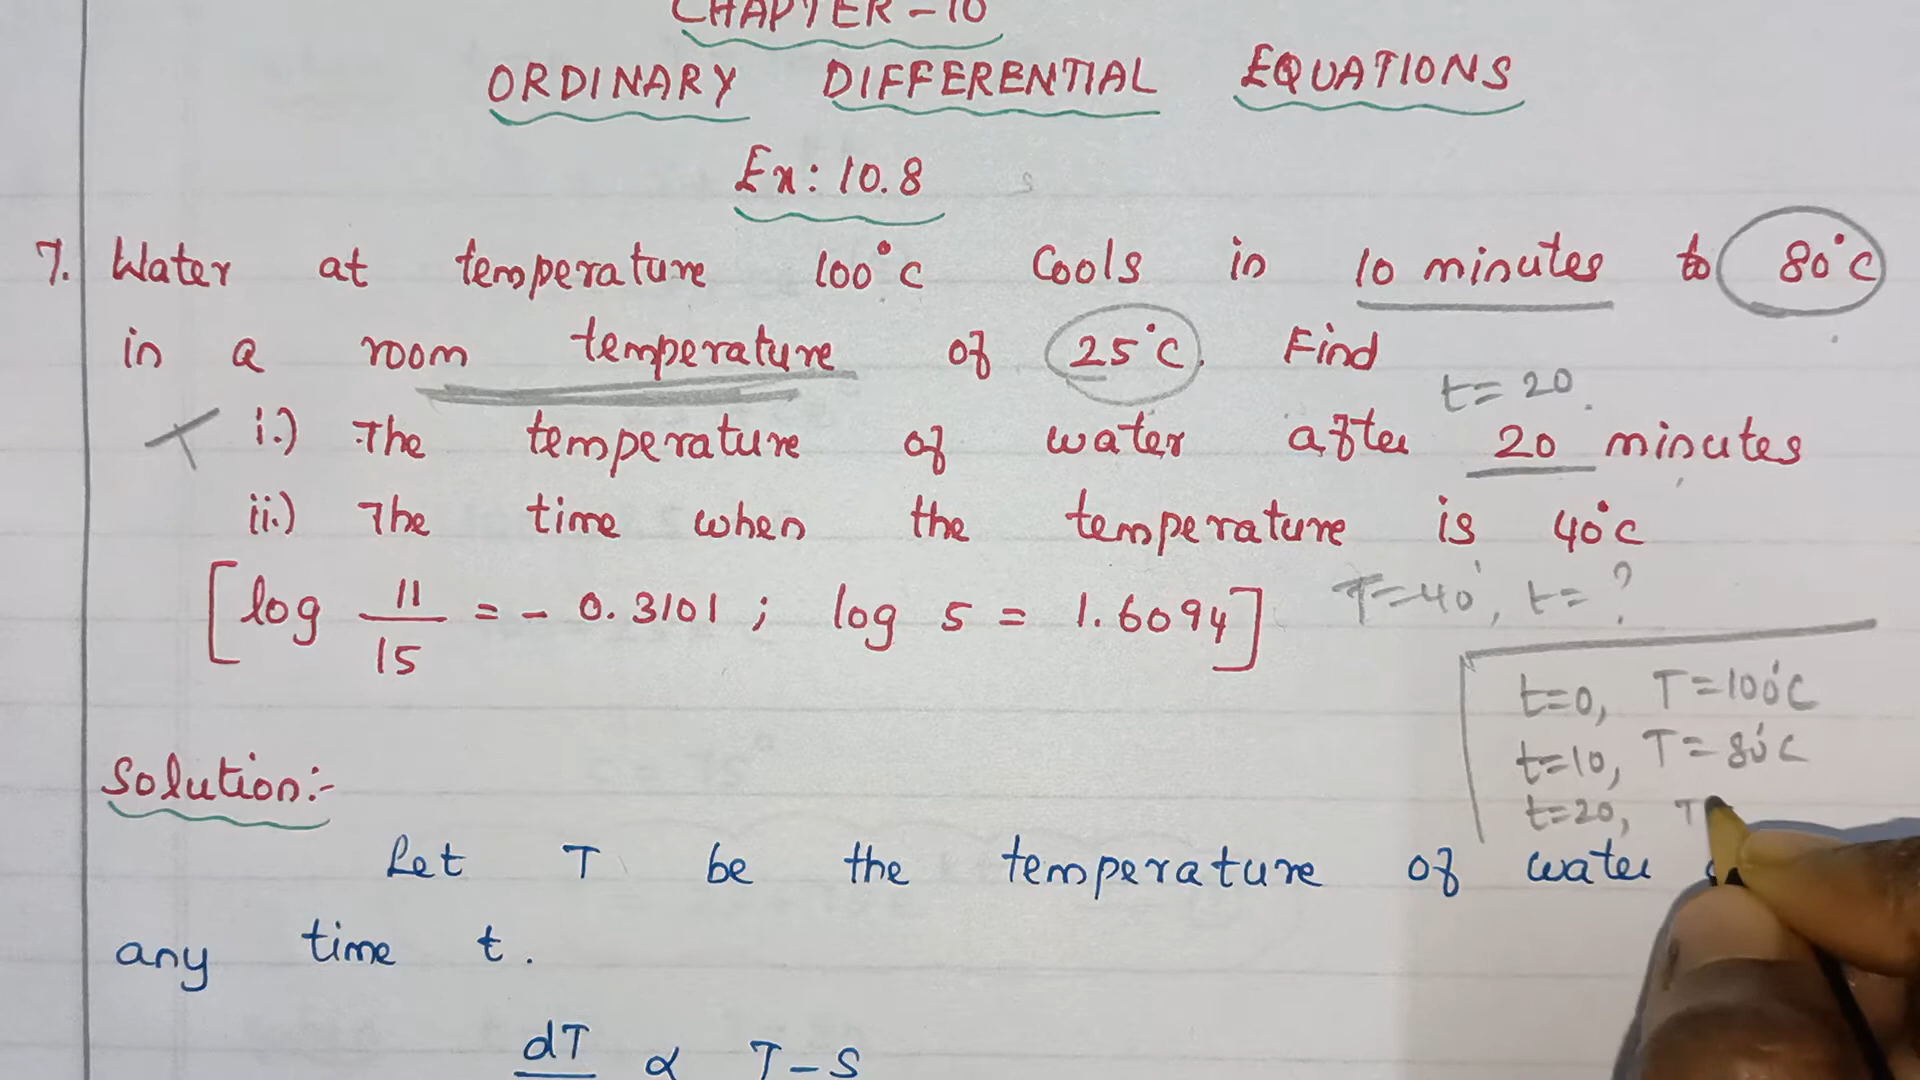 CHAPTER - 10
ORDINARY DIFFERENTIAL EQUATIONS
Ex: 10.8
7. Water at temperature 100°C Cools in 10 minutes to 80°C
in a room temperature of 25°C. Find
t=20.
i.) The temperature of water after 20 minutes
ii.) The time when the temperature is 40°C
[log 11/15 = - 0.3101 ; log 5 = 1.6094]
T=40°, t= ?
t=0, T=100°C
t=10, T=80°C
t=20, T
Solution:-
Let T be the temperature of water
any time t.
dT ∝ T-S